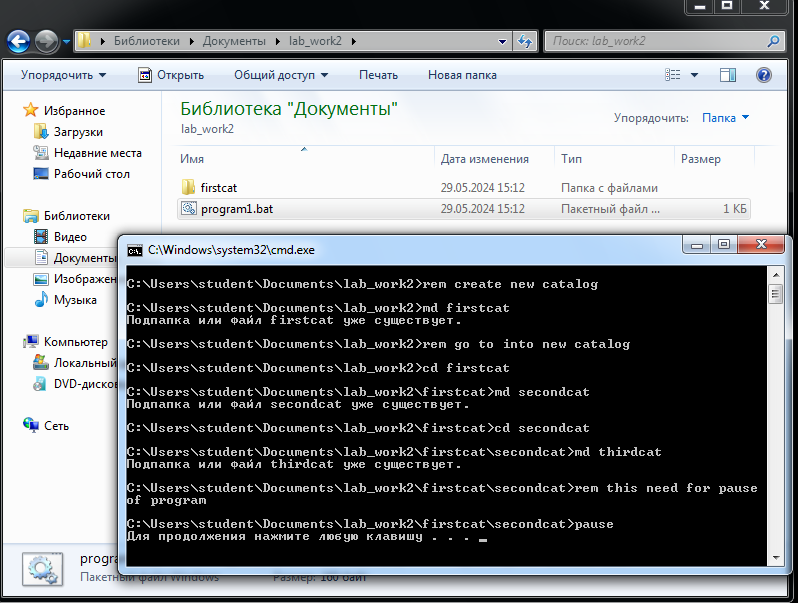 Библиотеки ▸ Документы ▸ lab_work2 ▸
Поиск: lab_work2
Упорядочить Открыть Общий доступ Печать Новая папка
Избранное
Загрузки
Недавние места
Рабочий стол
Библиотеки
Видео
Документы
Изображен
Музыка
Компьютер
Локальный
DVD-дисков
Сеть
Библиотека "Документы"
lab_work2
Упорядочить: Папка
Имя Дата изменения Тип Размер
firstcat 29.05.2024 15:12 Папка с файлами
program1.bat 29.05.2024 15:12 Пакетный файл ... 1 КБ
C:\Windows\system32\cmd.exe
C:\Users\student\Documents\lab_work2>rem create new catalog
C:\Users\student\Documents\lab_work2>md firstcat
Подпапка или файл firstcat уже существует.
C:\Users\student\Documents\lab_work2>rem go to into new catalog
C:\Users\student\Documents\lab_work2>cd firstcat
C:\Users\student\Documents\lab_work2\firstcat>md secondcat
Подпапка или файл secondcat уже существует.
C:\Users\student\Documents\lab_work2\firstcat>cd secondcat
C:\Users\student\Documents\lab_work2\firstcat\secondcat>md thirdcat
Подпапка или файл thirdcat уже существует.
C:\Users\student\Documents\lab_work2\firstcat\secondcat>rem this need for pause
of program
C:\Users\student\Documents\lab_work2\firstcat\secondcat>pause
Для продолжения нажмите любую клавишу . . . _
progra
Пакетный файл Windows Размер: 100 байт